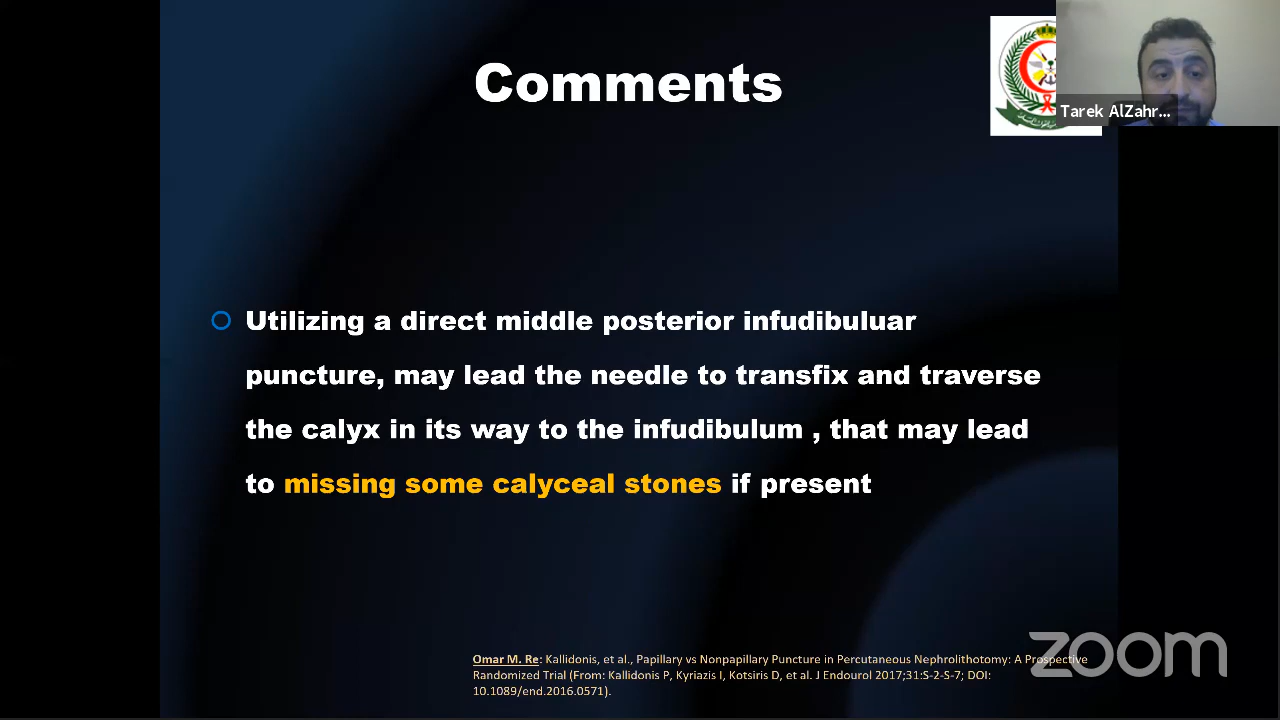 Comments
Tarek AlZahr...
Utilizing a direct middle posterior infudibuluar
puncture, may lead the needle to transfix and traverse
the calyx in its way to the infudibulum , that may lead
to missing some calyceal stones if present
Omar M. Re: Kallidonis, et al., Papillary vs Nonpapillary Puncture in Percutaneous Nephrolithotomy: A Prospective
Randomized Trial (From: Kallidonis P, Kyriazis I, Kotsiris D, et al. J Endourol 2017;31:S-2-S-7; DOI:
10.1089/end.2016.0571).
zoom